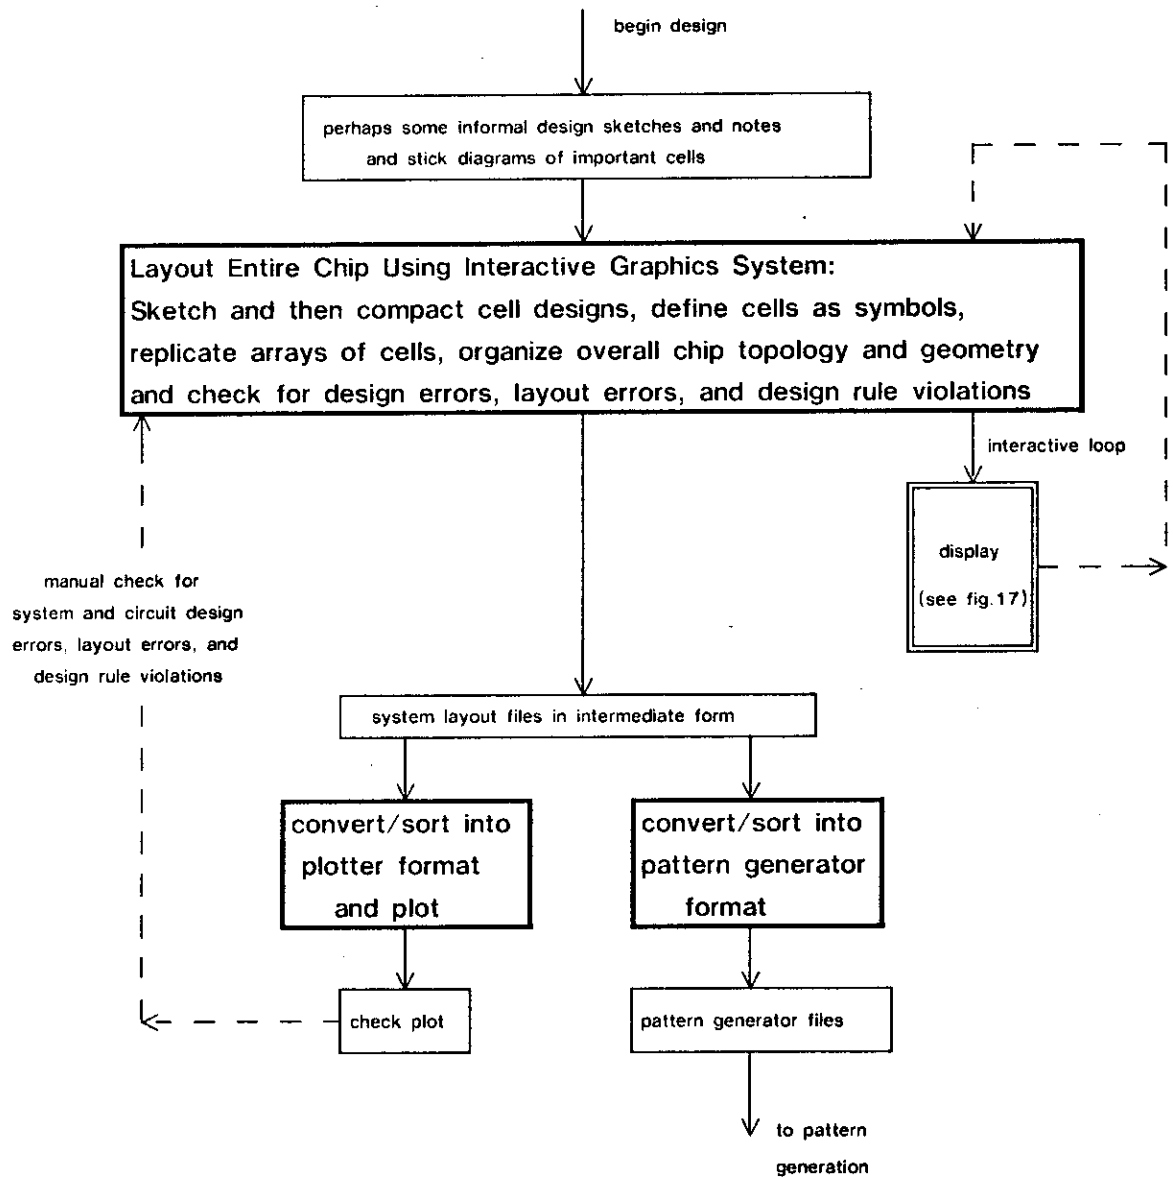 begin design
perhaps some informal design sketches and notes
and stick diagrams of important cells
Layout Entire Chip Using Interactive Graphics System:
Sketch and then compact cell designs, define cells as symbols,
replicate arrays of cells, organize overall chip topology and geometry
and check for design errors, layout errors, and design rule violations
interactive loop
display
(see fig.17)
manual check for
system and circuit design
errors, layout errors, and
design rule violations
system layout files in intermediate form
convert/sort into
plotter format
and plot
convert/sort into
pattern generator
format
check plot
pattern generator files
to pattern
generation